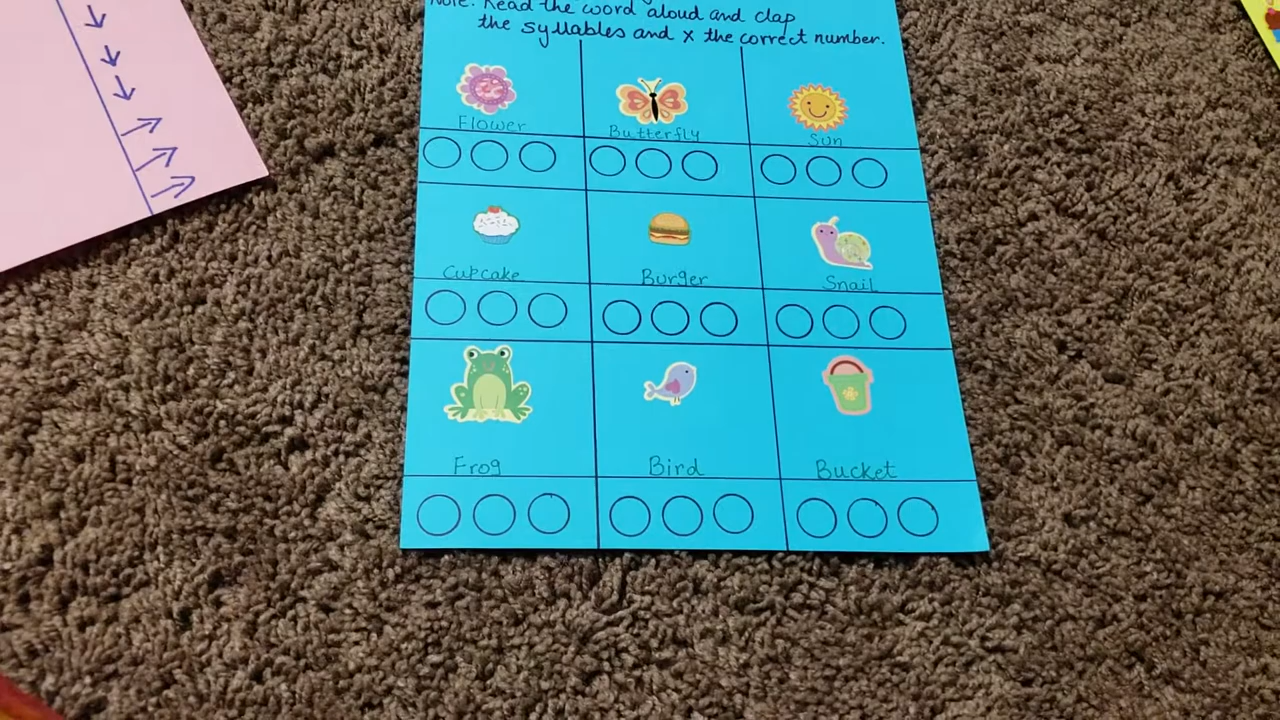 Note: Read the word aloud and clap
the syllables and x the correct number.
Flower Butterfly Sun
Cupcake Burger Snail
Frog Bird Bucket